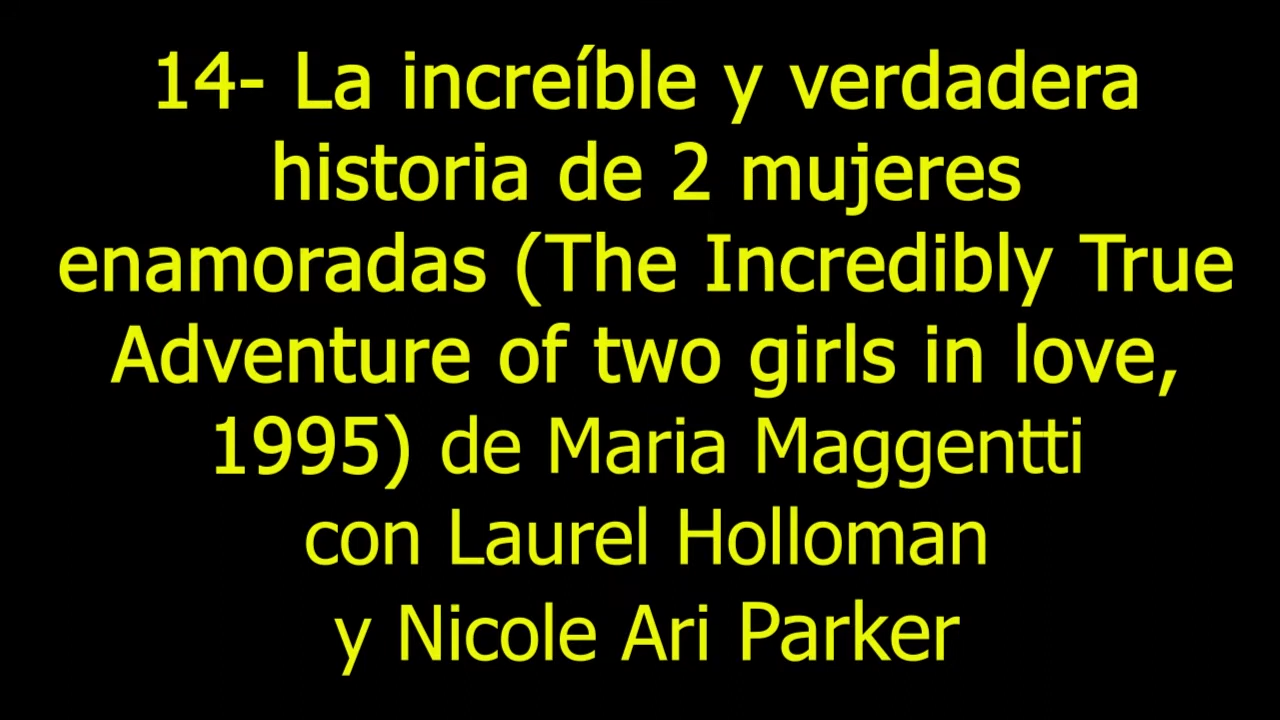 14- La increíble y verdadera
historia de 2 mujeres
enamoradas (The Incredibly True
Adventure of two girls in love,
1995) de Maria Maggentti
con Laurel Holloman
y Nicole Ari Parker